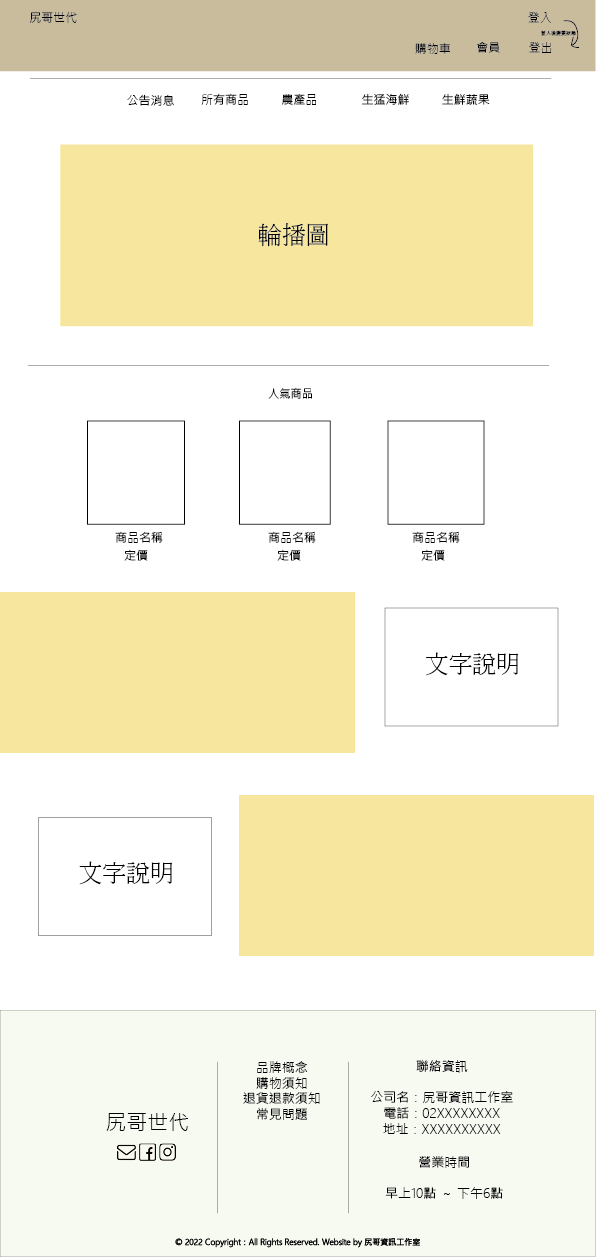 尻哥世代
登入
購物車
會員
登出
公告消息
所有商品
農產品
生猛海鮮
生鮮蔬果
輪播圖
人氣商品
商品名稱
定價
商品名稱
定價
商品名稱
定價
文字說明
文字說明
尻哥世代
品牌概念
購物須知
退貨退款須知
常見問題
聯絡資訊
公司名：尻哥資訊工作室
電話：02XXXXXXXX
地址：XXXXXXXXXX
營業時間
早上10點 ～ 下午6點
© 2022 Copyright : All Rights Reserved. Website by 尻哥資訊工作室